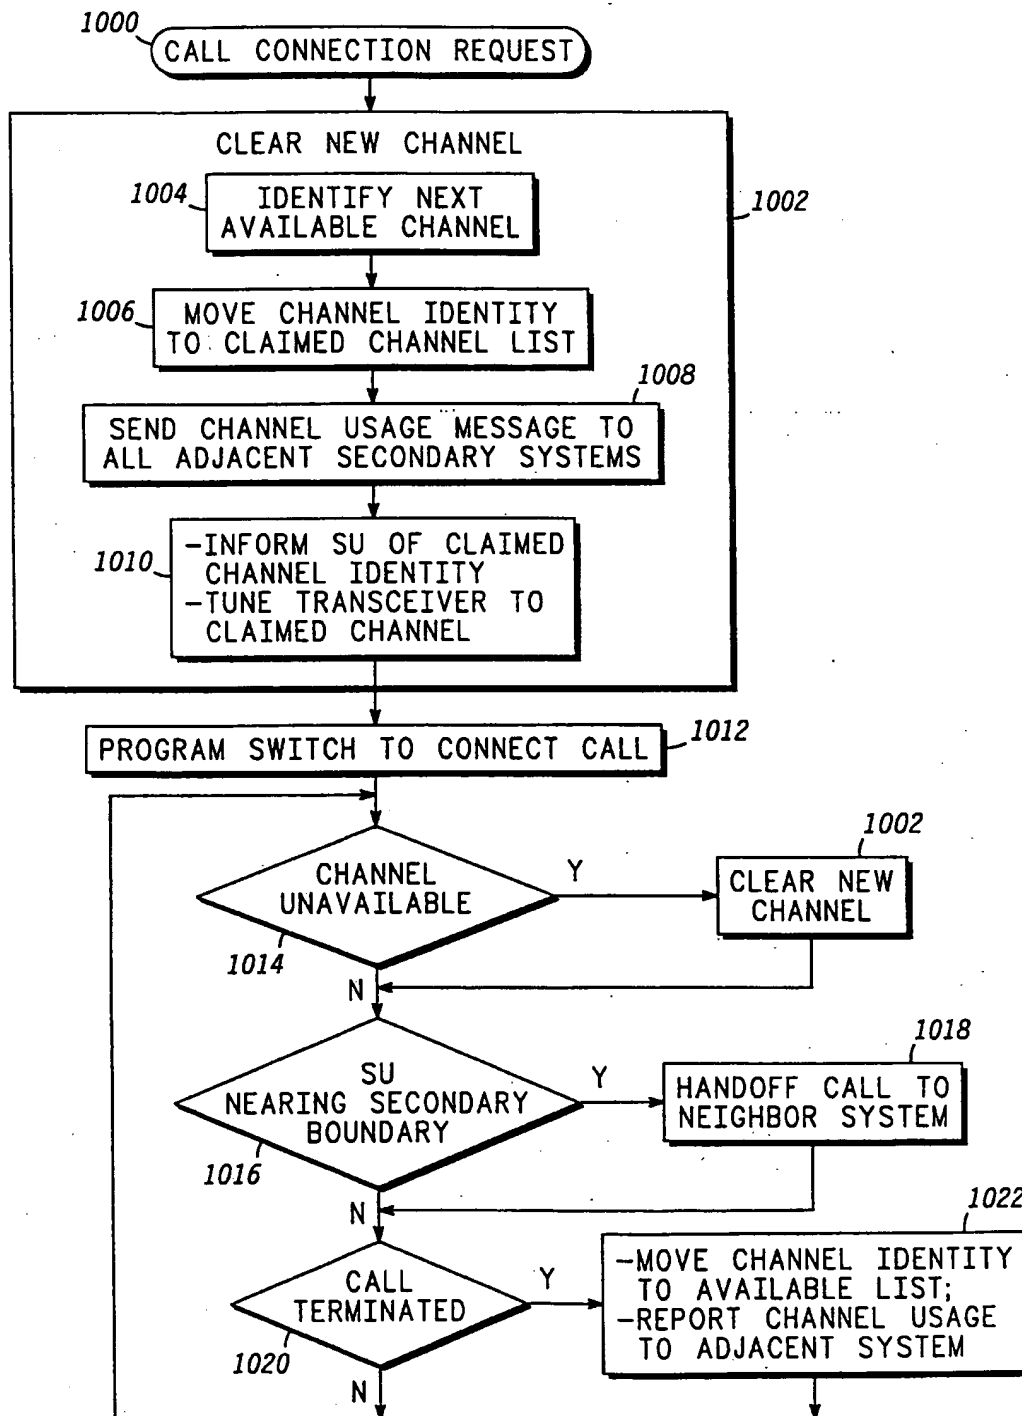 1000
CALL CONNECTION REQUEST
CLEAR NEW CHANNEL
1004
IDENTIFY NEXT
AVAILABLE CHANNEL
1002
1006
MOVE CHANNEL IDENTITY
TO CLAIMED CHANNEL LIST
1008
SEND CHANNEL USAGE MESSAGE TO
ALL ADJACENT SECONDARY SYSTEMS
1010
-INFORM SU OF CLAIMED
CHANNEL IDENTITY
-TUNE TRANSCEIVER TO
CLAIMED CHANNEL
PROGRAM SWITCH TO CONNECT CALL
1012
CHANNEL
UNAVAILABLE
1014
Y
1002
CLEAR NEW
CHANNEL
N
SU
NEARING SECONDARY
BOUNDARY
1016
Y
1018
HANDOFF CALL TO
NEIGHBOR SYSTEM
N
CALL
TERMINATED
1020
Y
1022
-MOVE CHANNEL IDENTITY
TO AVAILABLE LIST;
-REPORT CHANNEL USAGE
TO ADJACENT SYSTEM
N